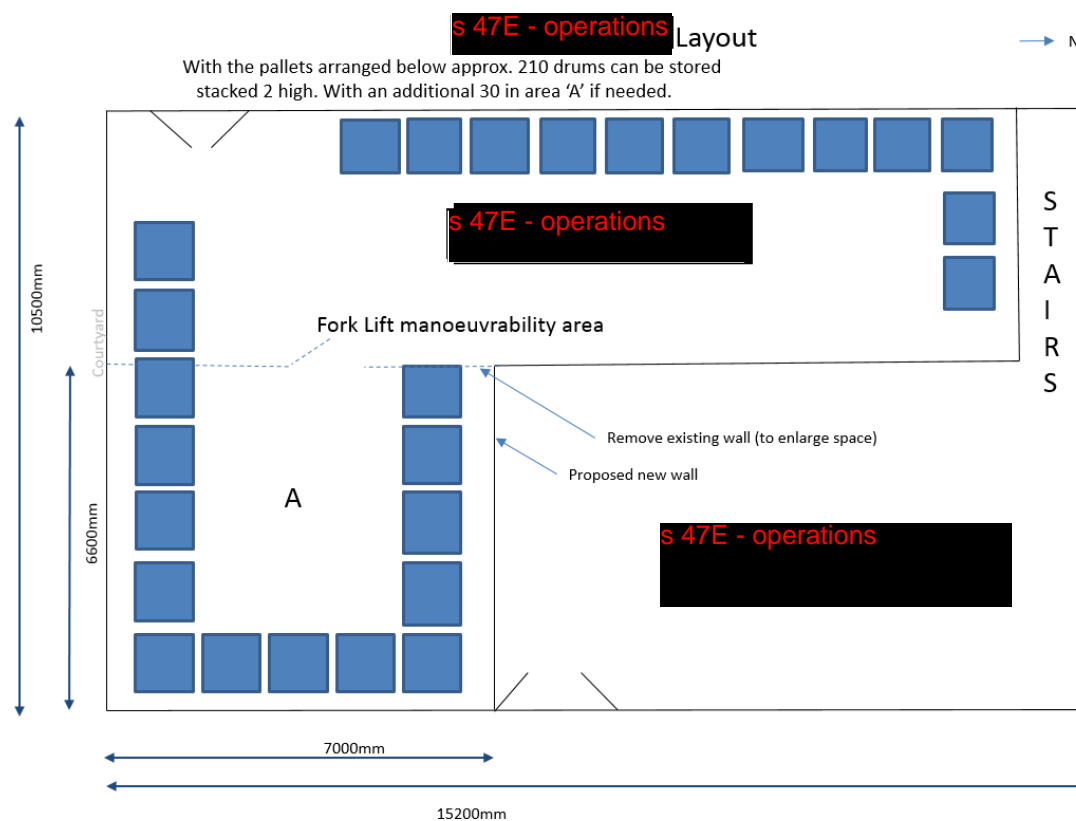 s 47E - operations Layout
N
With the pallets arranged below approx. 210 drums can be stored
stacked 2 high. With an additional 30 in area ‘A’ if needed.
s 47E - operations
STAIRS
10500mm
Courtyard
Fork Lift manoeuvrability area
Remove existing wall (to enlarge space)
Proposed new wall
A
6600mm
s 47E - operations
7000mm
15200mm